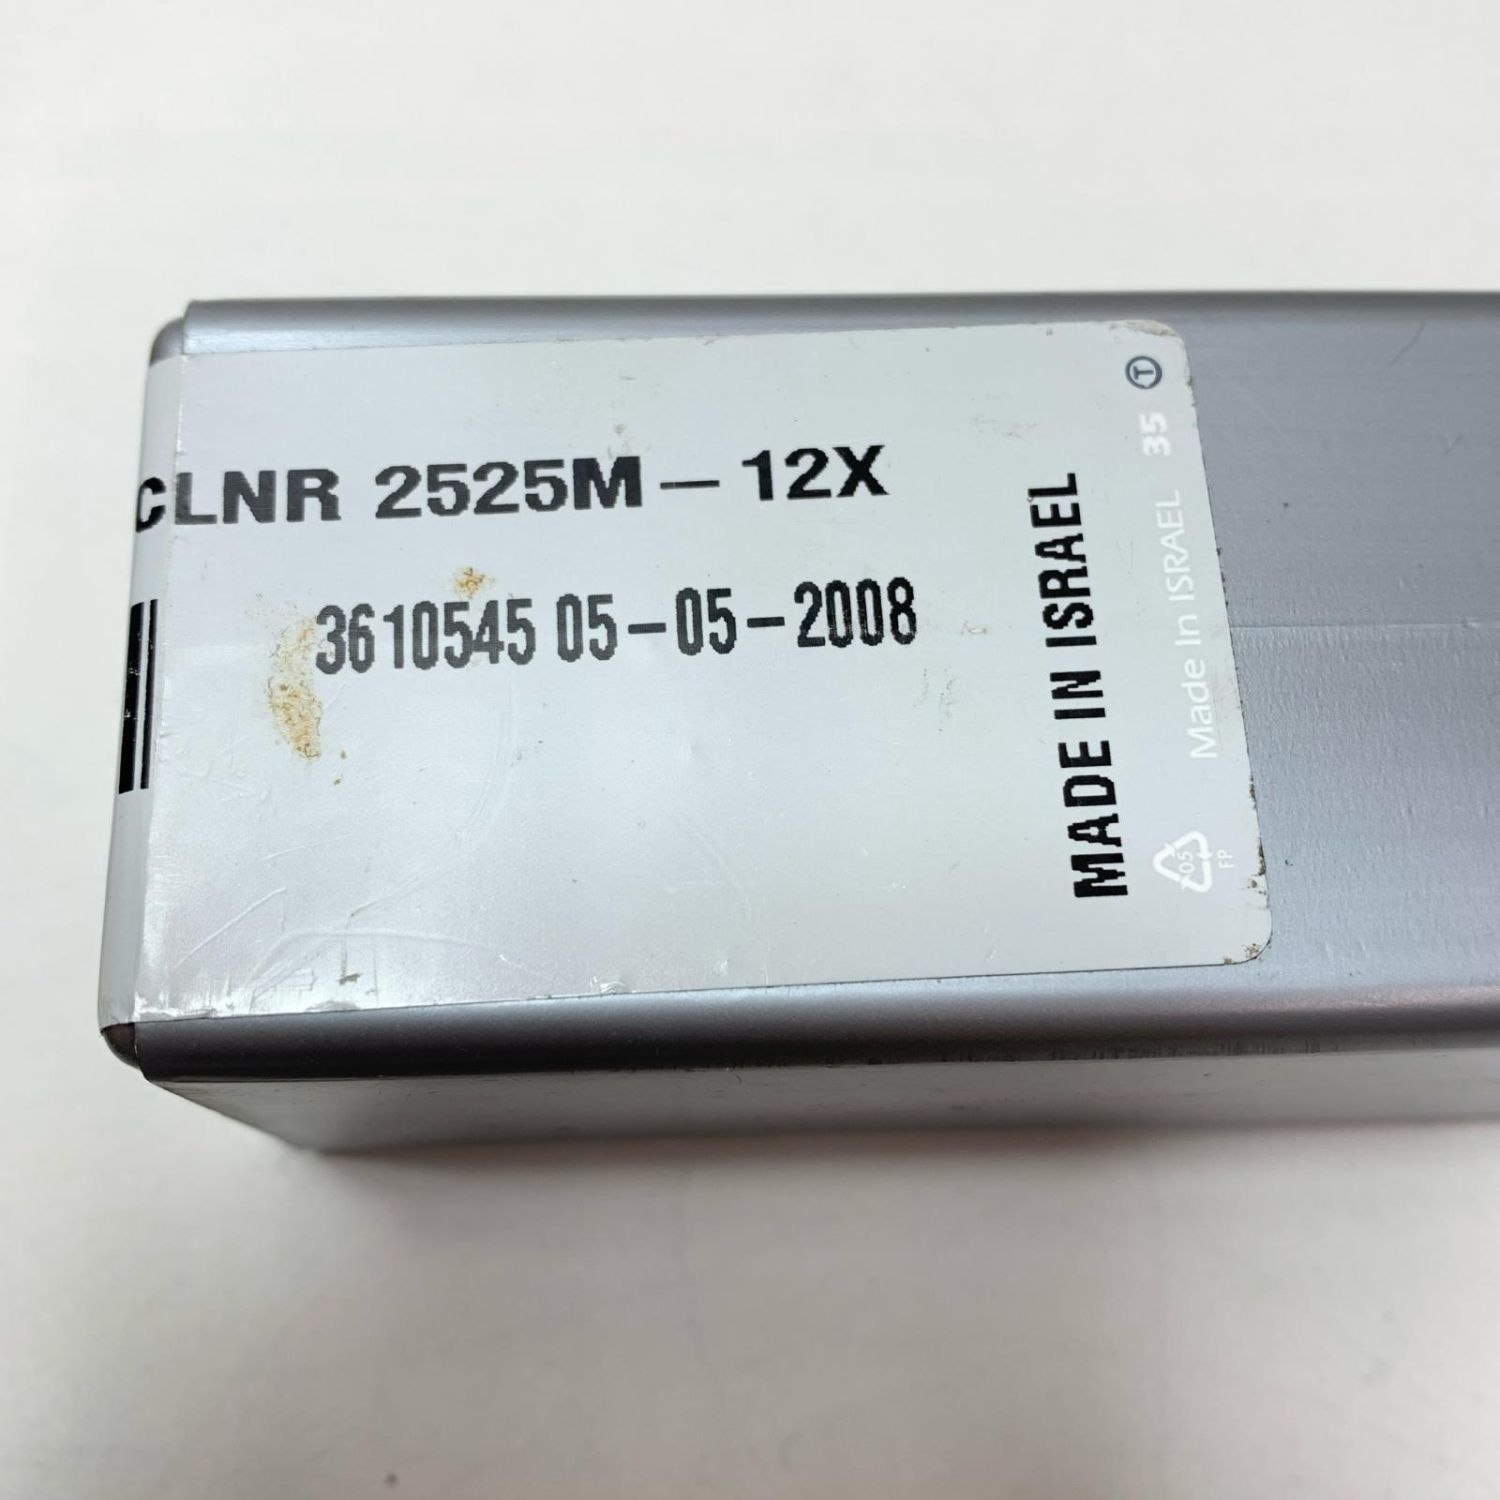 CLNR 2525M-12X
3610545 05-05-2008
MADE IN ISRAEL
Made In ISRAEL 35
T
05
FP